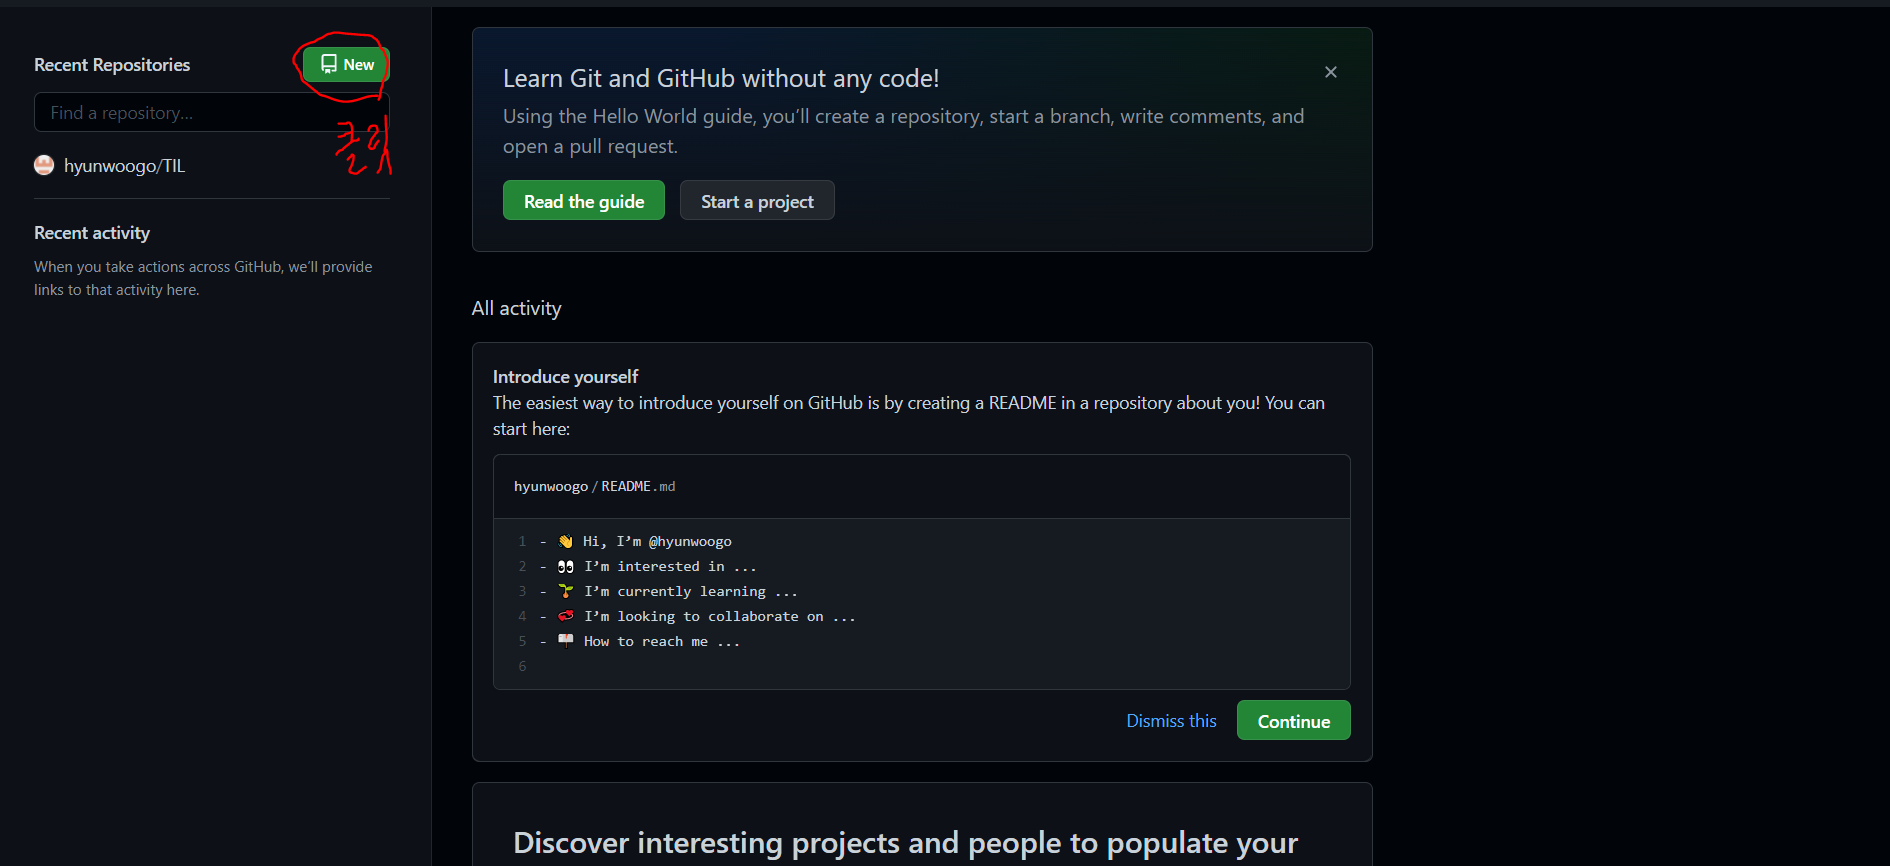 Recent Repositories
New
Find a repository...
클릭
hyunwoogo/TIL
Recent activity
When you take actions across GitHub, we’ll provide
links to that activity here.
Learn Git and GitHub without any code!
Using the Hello World guide, you’ll create a repository, start a branch, write comments, and
open a pull request.
Read the guide
Start a project
All activity
Introduce yourself
The easiest way to introduce yourself on GitHub is by creating a README in a repository about you! You can
start here:
hyunwoogo/README.md
1 - 👋 Hi, I’m @hyunwoogo
2 - 👀 I’m interested in ...
3 - 🌱 I’m currently learning ...
4 - 💞️ I’m looking to collaborate on ...
5 - 📫 How to reach me ...
6
Dismiss this
Continue
Discover interesting projects and people to populate your